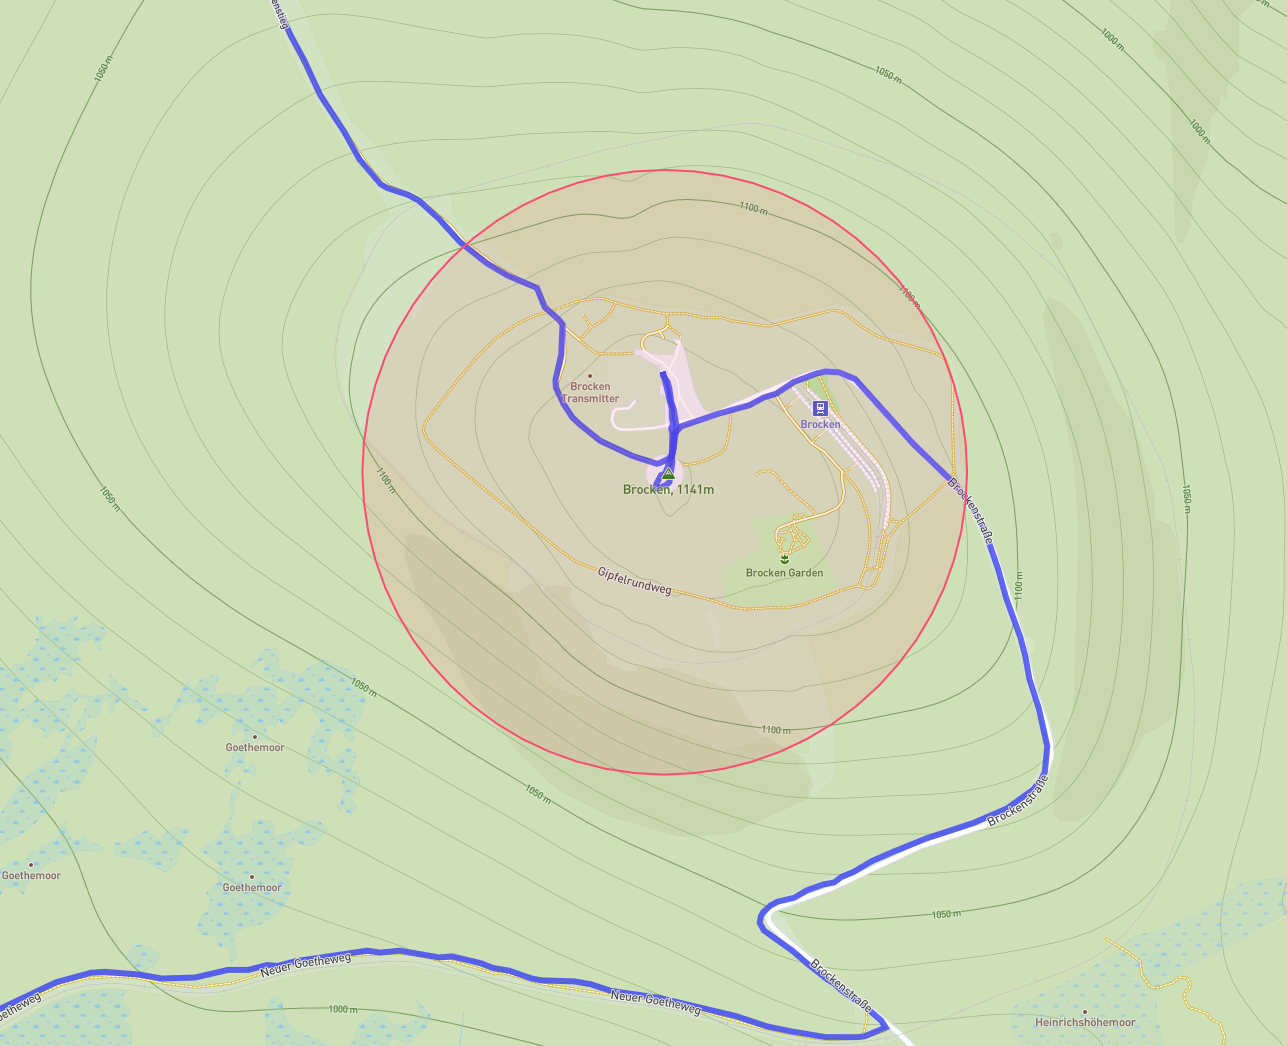 1050 m
1050 m
1000 m
1000 m
1100 m
1100 m
Brocken
Transmitter
Brocken
1100 m
Brocken, 1141m
1050 m
1050 m
Brockenstraße
Brocken Garden
Gipfelrundweg
1100 m
1050 m
1100 m
Goethemoor
1050 m
Brockenstraße
Goethemoor
Goethemoor
1050 m
Neuer Goetheweg
Brockenstraße
Neuer Goetheweg
1000 m
Heinrichshöhemoor